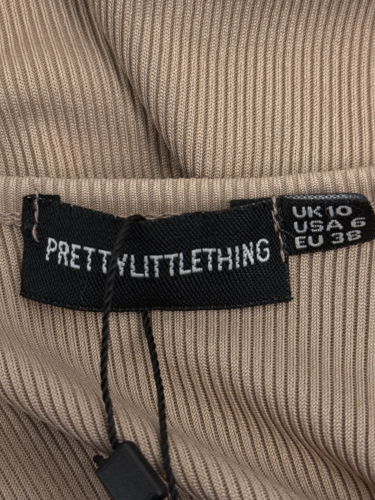 PRETTYLITTLETHING
UK 10
USA 6
EU 38